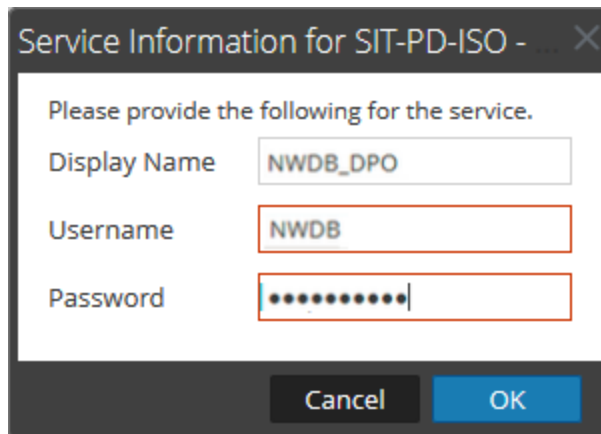 Service Information for SIT-PD-ISO - ...
Please provide the following for the service.
Display Name NWDB_DPO
Username NWDB
Password ••••••••••
Cancel OK